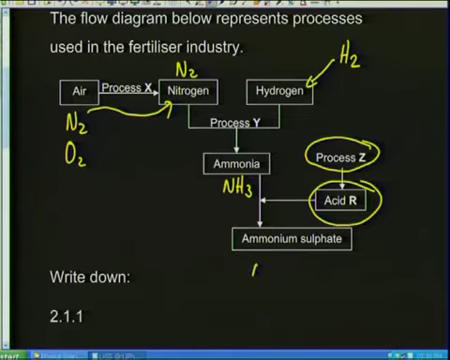 The flow diagram below represents processes
used in the fertiliser industry.
N2
H2
Air
Process X
Nitrogen
Hydrogen
N2
O2
Process Y
Ammonia
Process Z
NH3
Acid R
Ammonium sulphate
Write down:
2.1.1
start